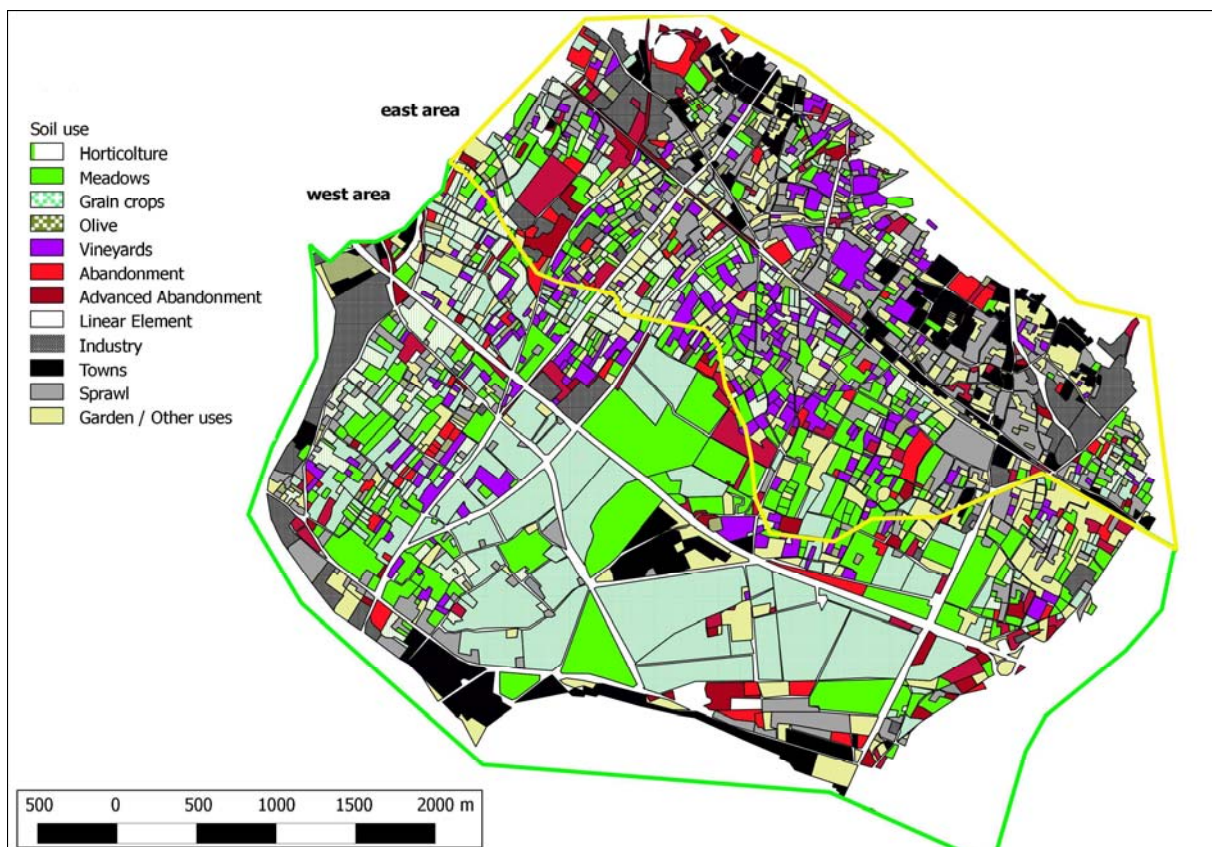 east area
west area
Soil use
Horticolture
Meadows
Grain crops
Olive
Vineyards
Abandonment
Advanced Abandonment
Linear Element
Industry
Towns
Sprawl
Garden / Other uses
500 0 500 1000 1500 2000 m